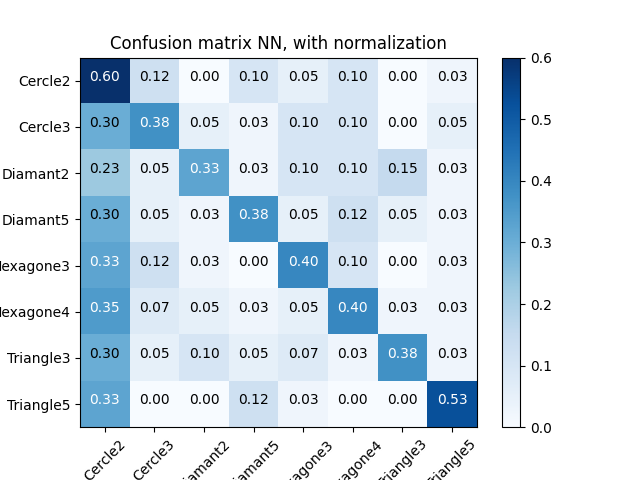 Confusion matrix NN, with normalization
Cercle2 0.60 0.12 0.00 0.10 0.05 0.10 0.00 0.03
Cercle3 0.30 0.38 0.05 0.03 0.10 0.10 0.00 0.05
Diamant2 0.23 0.05 0.33 0.03 0.10 0.10 0.15 0.03
Diamant5 0.30 0.05 0.03 0.38 0.05 0.12 0.05 0.03
exagone3 0.33 0.12 0.03 0.00 0.40 0.10 0.00 0.03
exagone4 0.35 0.07 0.05 0.03 0.05 0.40 0.03 0.03
Triangle3 0.30 0.05 0.10 0.05 0.07 0.03 0.38 0.03
Triangle5 0.33 0.00 0.00 0.12 0.03 0.00 0.00 0.53
Cercle2 Cercle3 amant2 amant5 agone3 agone4 riangle3 riangle5
0.6
0.5
0.4
0.3
0.2
0.1
0.0